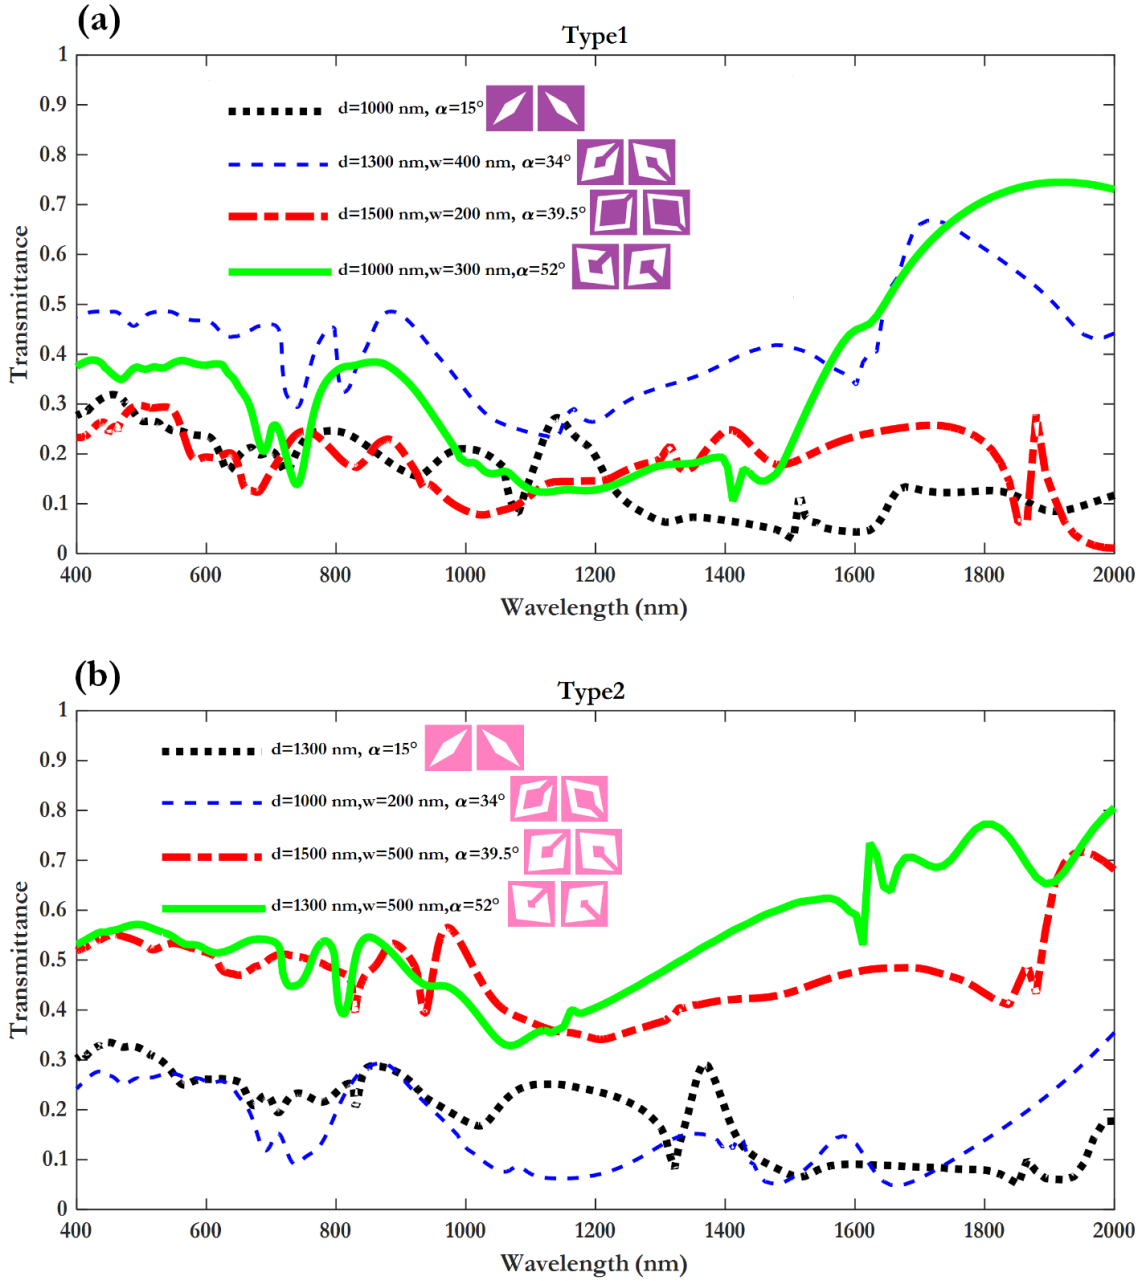 (a)
Type1
1
0.9
0.8
0.7
0.6
0.5
0.4
0.3
0.2
0.1
0
Transmittance
d=1000 nm, α=15°
d=1300 nm,w=400 nm, α=34°
d=1500 nm,w=200 nm, α=39.5°
d=1000 nm,w=300 nm,α=52°
400 600 800 1000 1200 1400 1600 1800 2000
Wavelength (nm)
(b)
Type2
1
0.9
0.8
0.7
0.6
0.5
0.4
0.3
0.2
0.1
0
Transmittance
d=1300 nm, α=15°
d=1000 nm,w=200 nm, α=34°
d=1500 nm,w=500 nm, α=39.5°
d=1300 nm,w=500 nm,α=52°
400 600 800 1000 1200 1400 1600 1800 2000
Wavelength (nm)